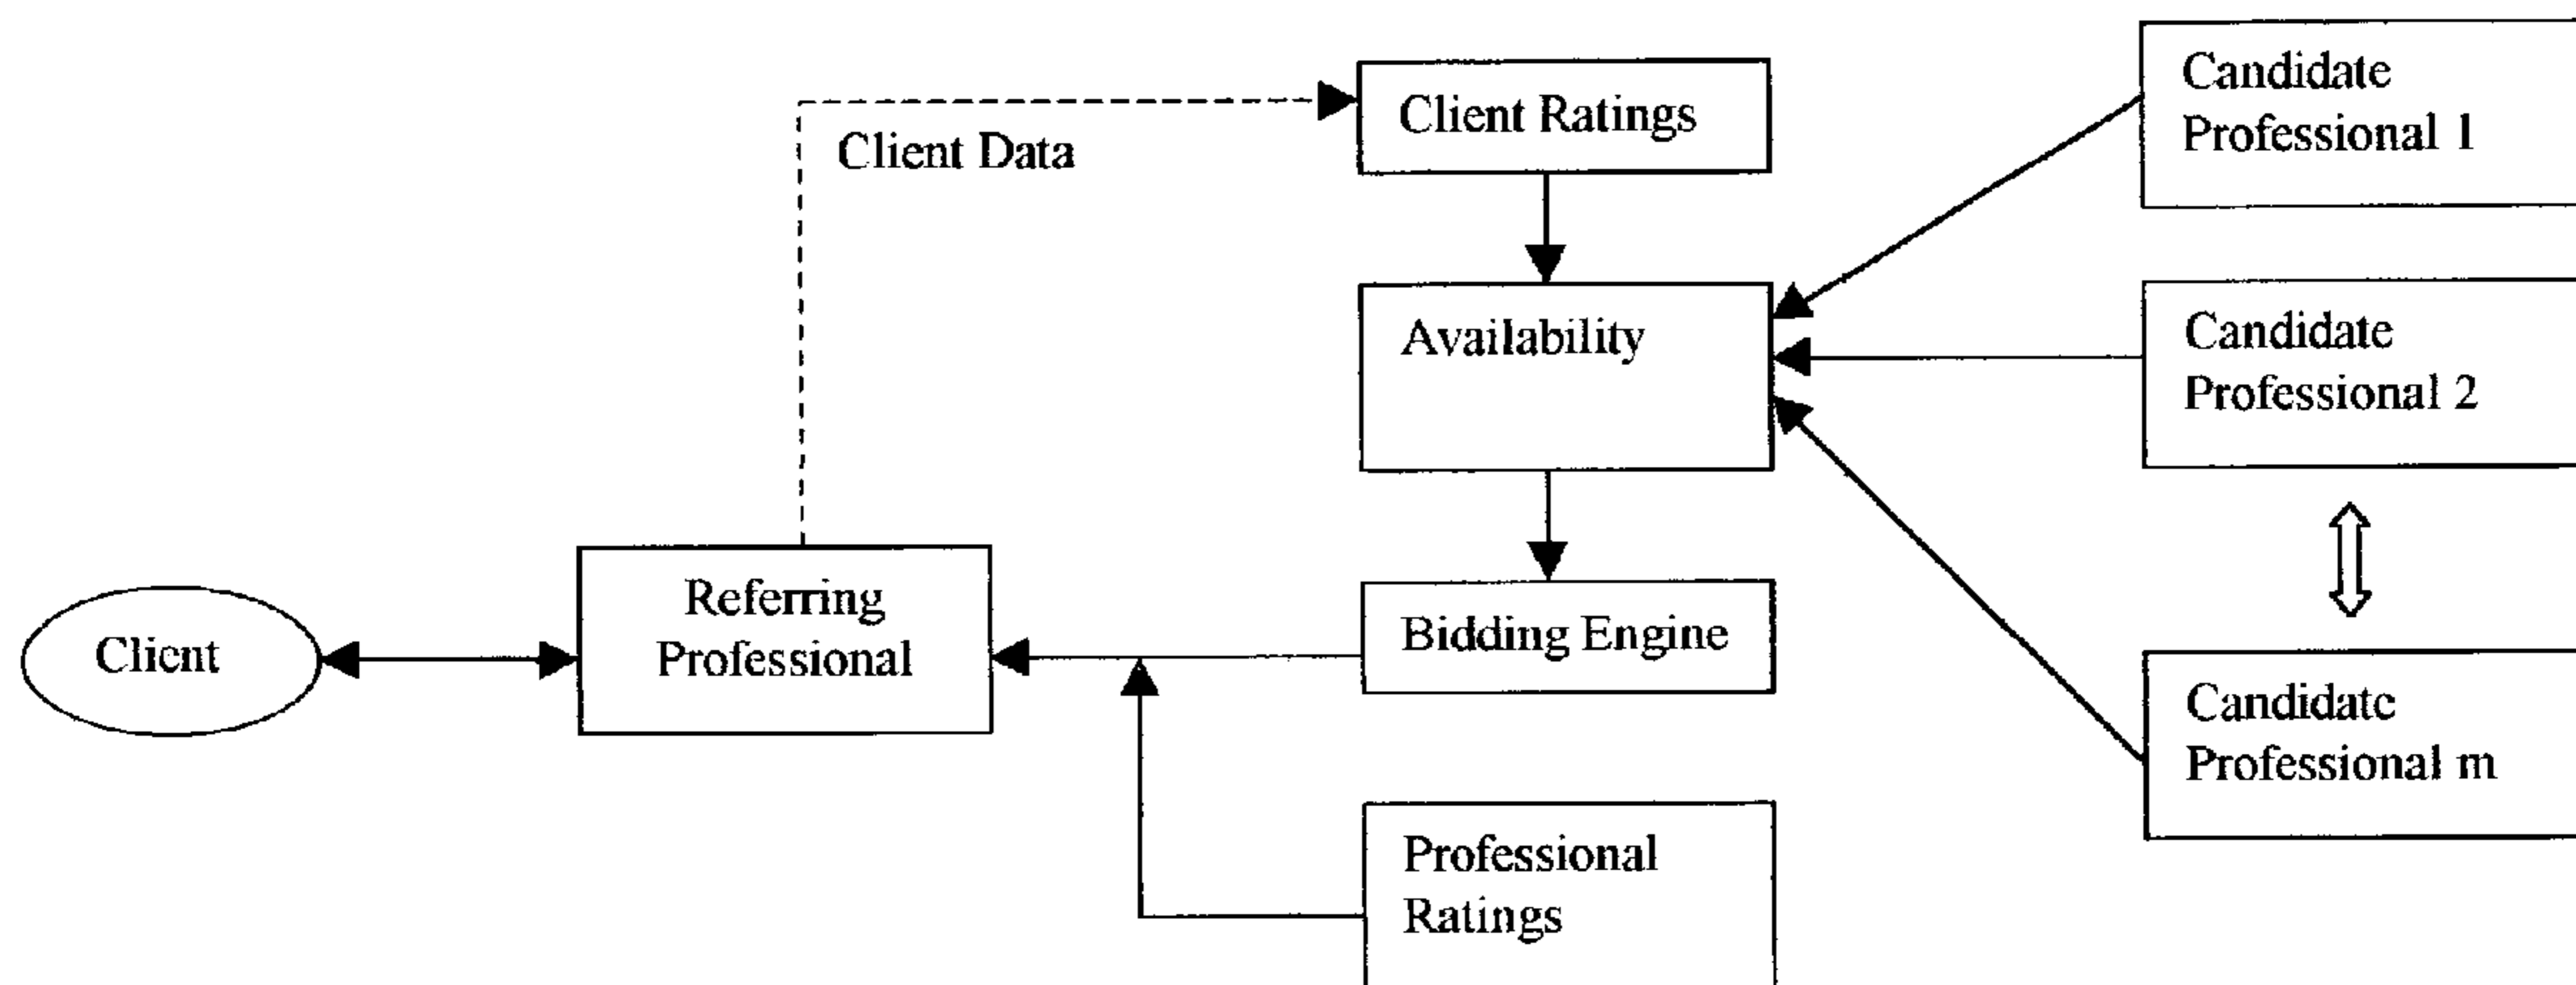 Client Ratings
Client Data
Candidate
Professional 1
Availability
Candidate
Professional 2
Referring
Professional
Client
Bidding Engine
Candidate
Professional m
Professional
Ratings